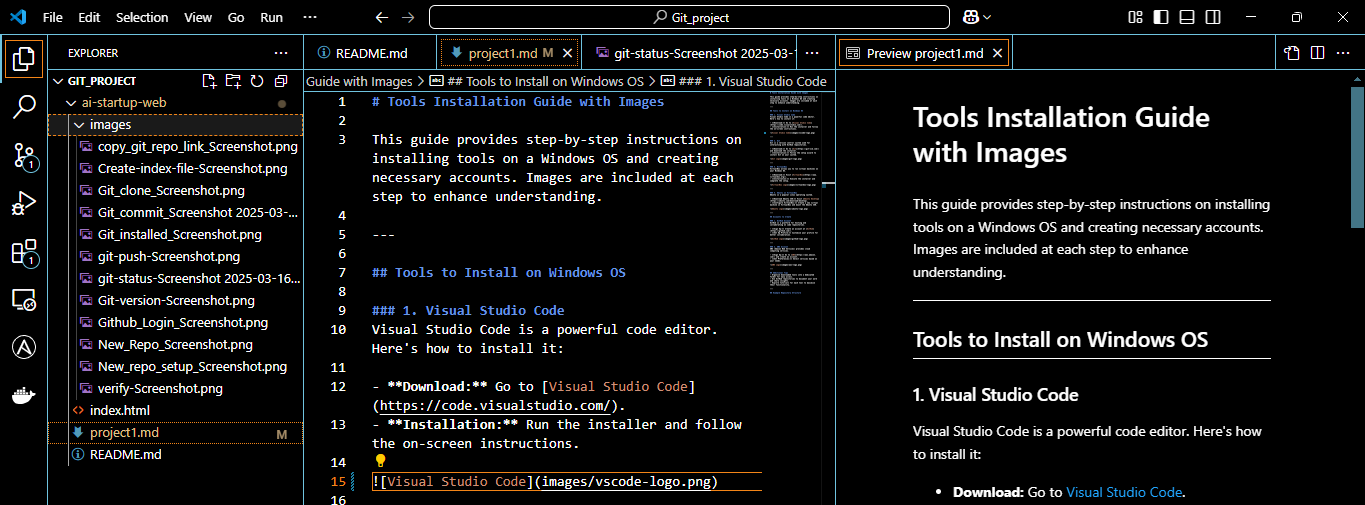 File Edit Selection View Go Run ···
Git_project
EXPLORER ···
GIT_PROJECT
ai-startup-web
images
copy_git_repo_link_Screenshot.png
Create-index-file-Screenshot.png
Git_clone_Screenshot.png
Git_commit_Screenshot 2025-03-...
Git_installed_Screenshot.png
git-push-Screenshot.png
git-status-Screenshot 2025-03-16...
Git-version-Screenshot.png
Github_Login_Screenshot.png
New_Repo_Screenshot.png
New_repo_setup_Screenshot.png
verify-Screenshot.png
index.html
project1.md M
README.md
1
1
README.md project1.md M git-status-Screenshot 2025-03-1 ···
Guide with Images > ## Tools to Install on Windows OS > ### 1. Visual Studio Code
1 # Tools Installation Guide with Images
2
3 This guide provides step-by-step instructions on
installing tools on a Windows OS and creating
necessary accounts. Images are included at each
step to enhance understanding.
4
5 ---
6
7 ## Tools to Install on Windows OS
8
9 ### 1. Visual Studio Code
10 Visual Studio Code is a powerful code editor.
Here's how to install it:
11
12 - **Download:** Go to [Visual Studio Code]
(https://code.visualstudio.com/).
13 - **Installation:** Run the installer and follow
the on-screen instructions.
14
15 ![Visual Studio Code](images/vscode-logo.png)
16
Preview project1.md ···
Tools Installation Guide
with Images
This guide provides step-by-step instructions on installing
tools on a Windows OS and creating necessary accounts.
Images are included at each step to enhance
understanding.
Tools to Install on Windows OS
1. Visual Studio Code
Visual Studio Code is a powerful code editor. Here's how
to install it:
• Download: Go to Visual Studio Code.